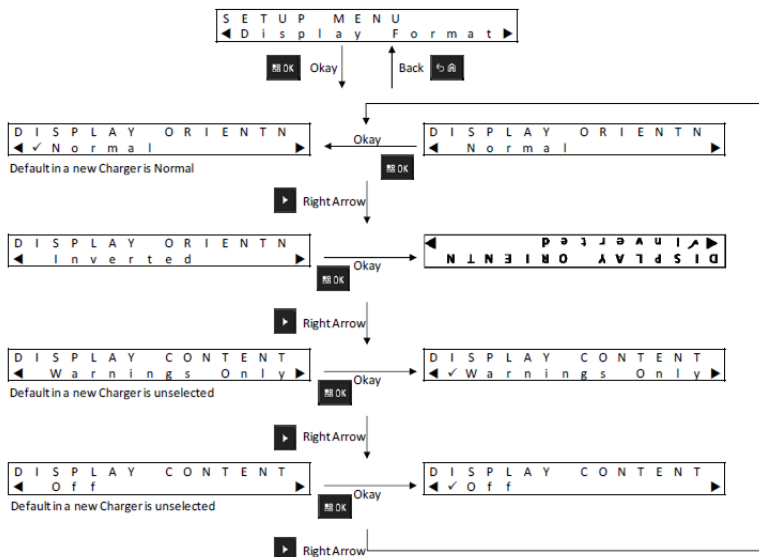 SETUP MENU
◄Display Format►
OK Okay Back
DISPLAY ORIENTN
◄✓Normal ►
Okay
DISPLAY ORIENTN
◄ Normal ►
OK
Default in a new Charger is Normal
Right Arrow
DISPLAY ORIENTN
◄ Inverted ►
Okay
OK
DISPLAY ORIENTN
◄✓Inverted ►
Right Arrow
DISPLAY CONTENT
◄ Warnings Only►
Okay
OK
DISPLAY CONTENT
◄✓Warnings Only►
Default in a new Charger is unselected
Right Arrow
DISPLAY CONTENT
◄ Off ►
Okay
OK
DISPLAY CONTENT
◄✓Off ►
Default in a new Charger is unselected
Right Arrow